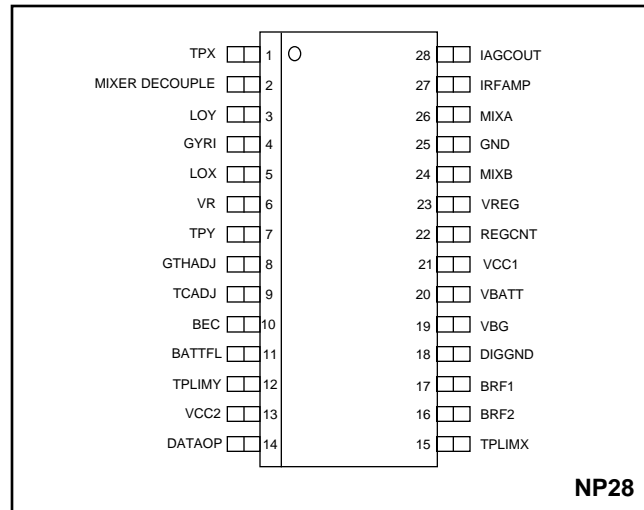 TPX 1 28 IAGCOUT
MIXER DECOUPLE 2 27 IRFAMP
LOY 3 26 MIXA
GYRI 4 25 GND
LOX 5 24 MIXB
VR 6 23 VREG
TPY 7 22 REGCNT
GTHADJ 8 21 VCC1
TCADJ 9 20 VBATT
BEC 10 19 VBG
BATTFL 11 18 DIGGND
TPLIMY 12 17 BRF1
VCC2 13 16 BRF2
DATAOP 14 15 TPLIMX
NP28